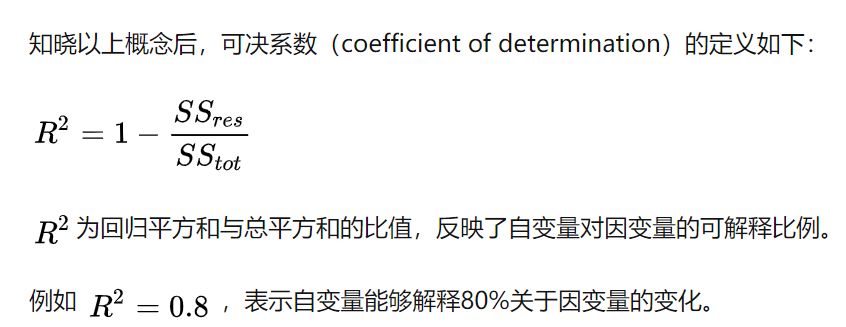 知晓以上概念后，可决系数（coefficient of determination）的定义如下：
R² = 1 − SS_res / SS_tot
R² 为回归平方和与总平方和的比值，反映了自变量对因变量的可解释比例。
例如 R² = 0.8 ，表示自变量能够解释80%关于因变量的变化。